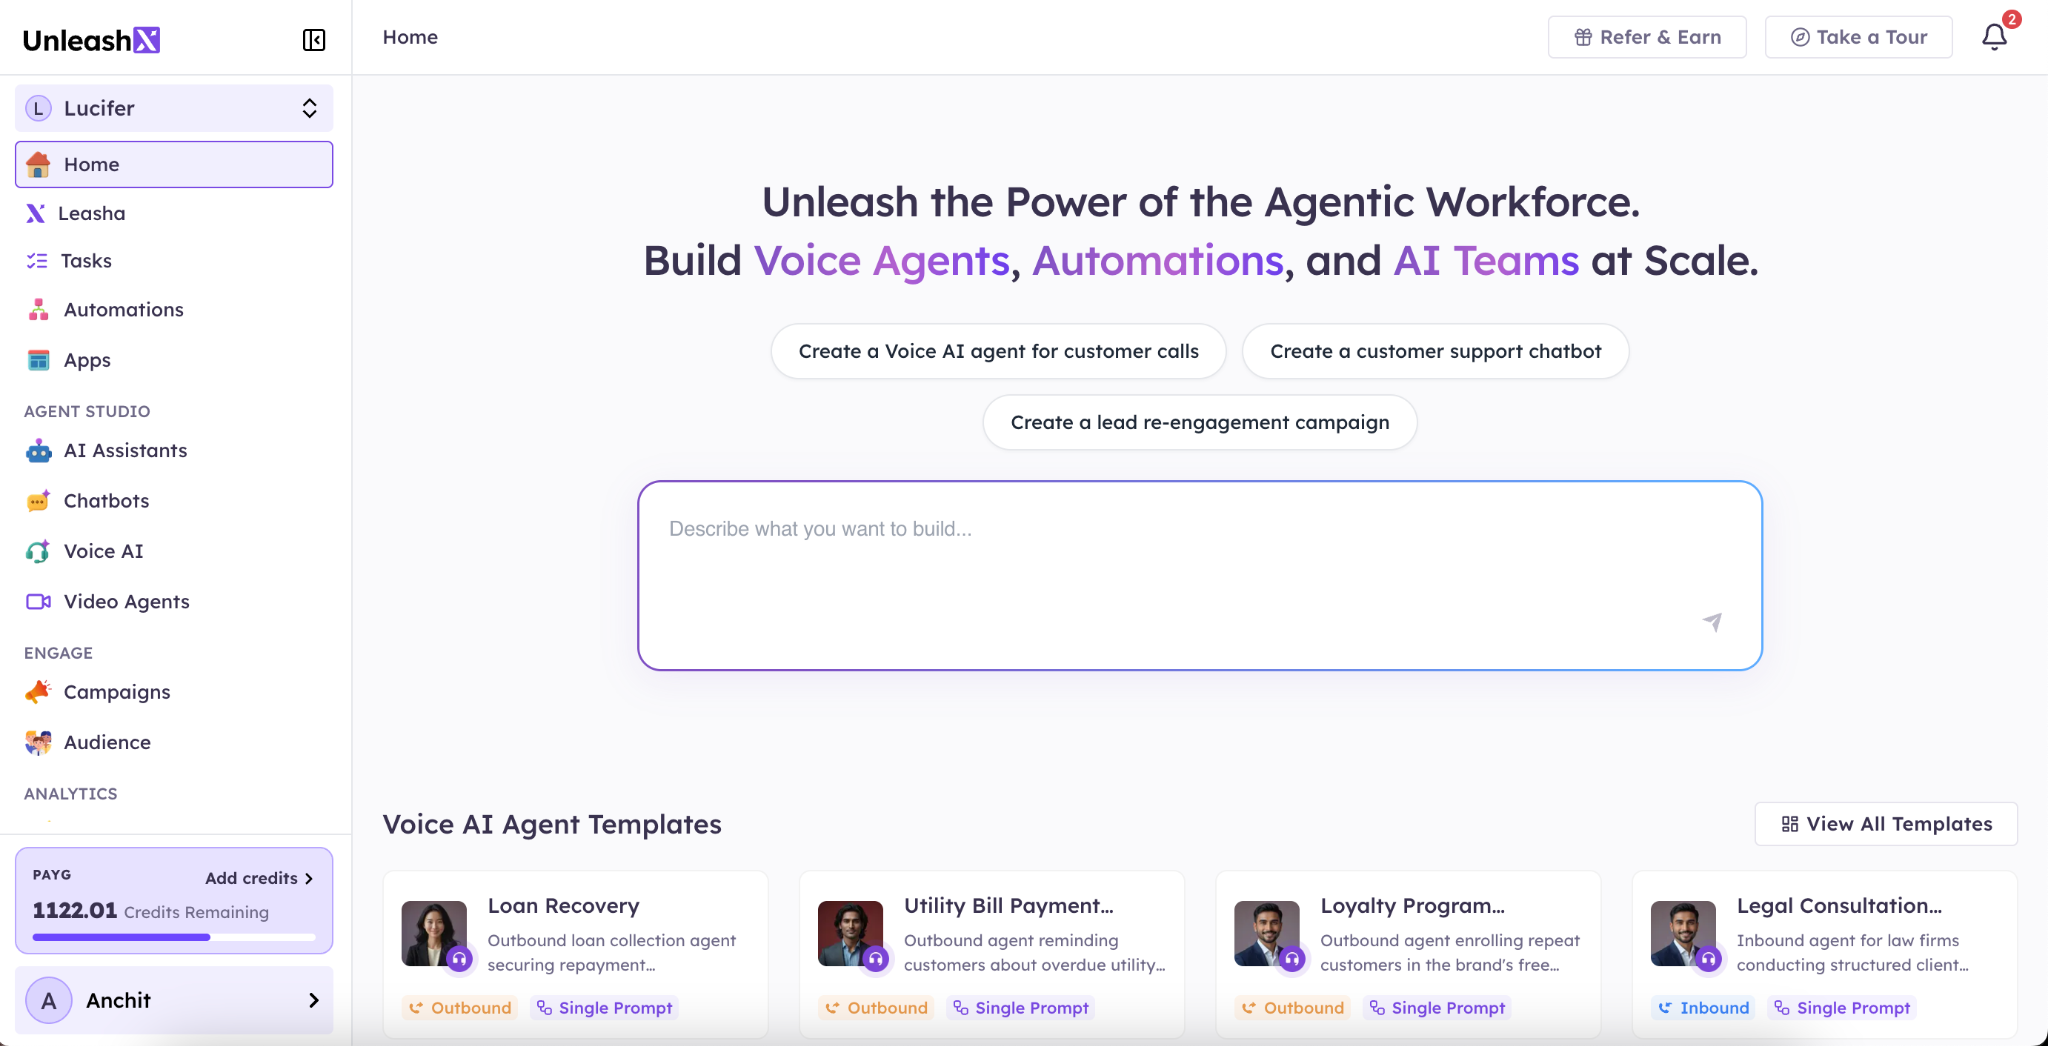 UnleashX
Home
Refer & Earn
Take a Tour
2
L
Lucifer
Home
Leasha
Tasks
Automations
Apps
AGENT STUDIO
AI Assistants
Chatbots
Voice AI
Video Agents
ENGAGE
Campaigns
Audience
ANALYTICS
PAYG
Add credits
1122.01 Credits Remaining
A
Anchit
Unleash the Power of the Agentic Workforce.
Build Voice Agents, Automations, and AI Teams at Scale.
Create a Voice AI agent for customer calls
Create a customer support chatbot
Create a lead re-engagement campaign
Describe what you want to build...
Voice AI Agent Templates
View All Templates
Loan Recovery
Outbound loan collection agent
securing repayment...
Outbound
Single Prompt
Utility Bill Payment...
Outbound agent reminding
customers about overdue utility...
Outbound
Single Prompt
Loyalty Program...
Outbound agent enrolling repeat
customers in the brand's free...
Outbound
Single Prompt
Legal Consultation...
Inbound agent for law firms
conducting structured client...
Inbound
Single Prompt